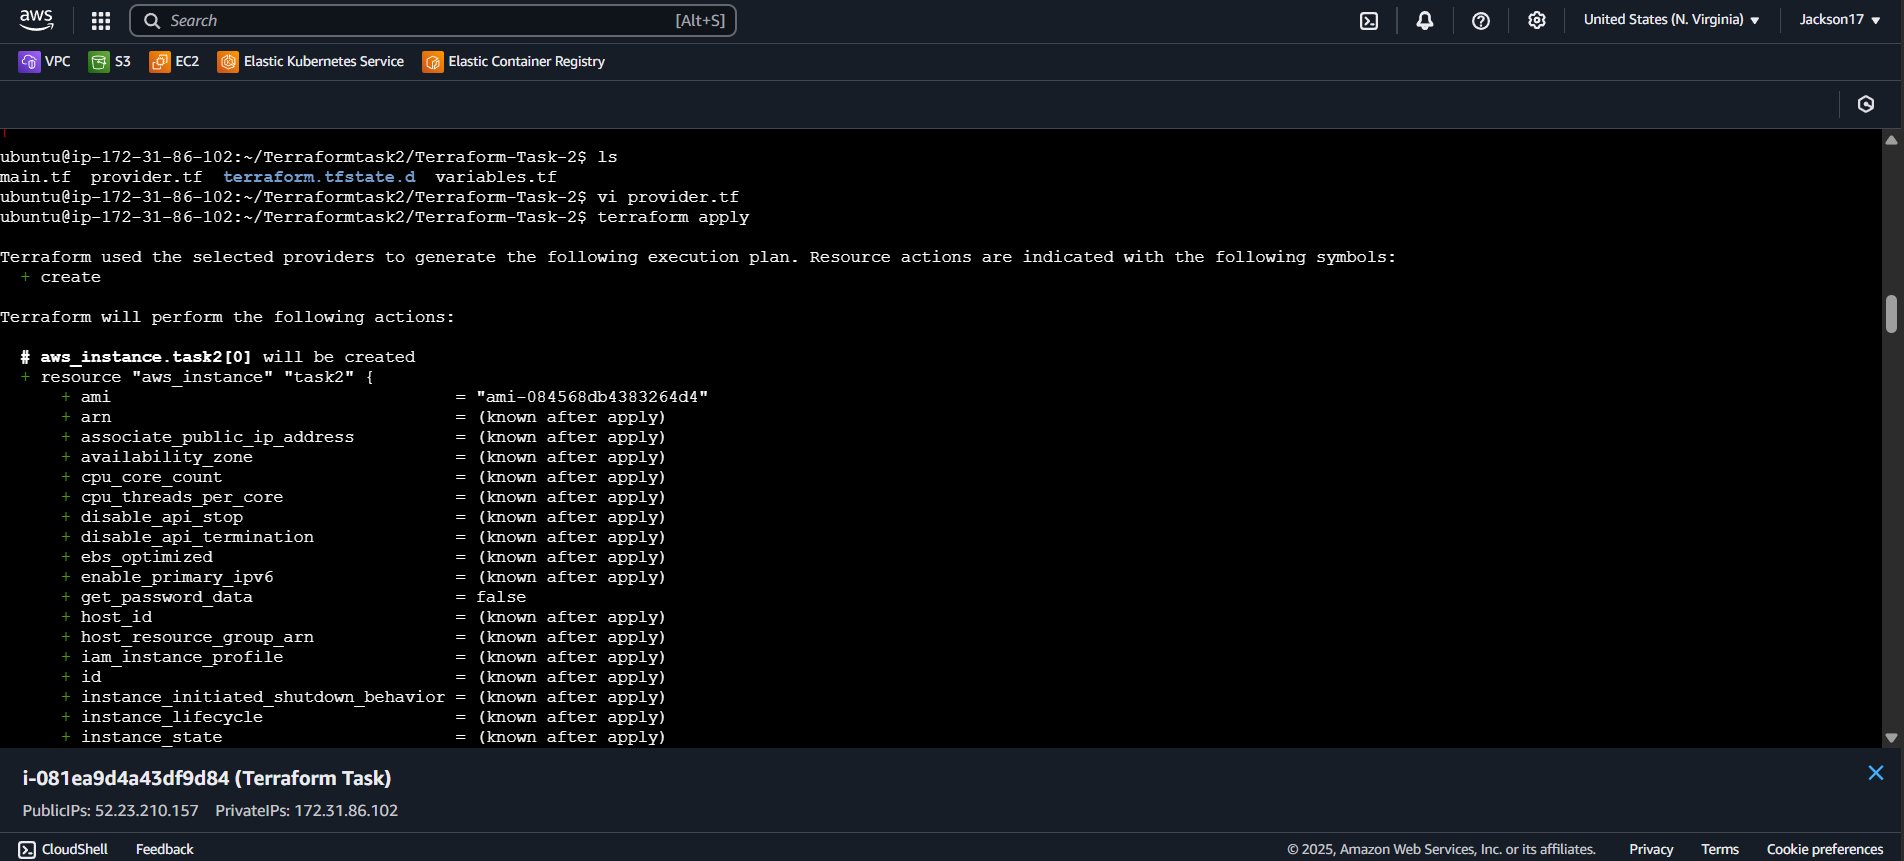 aws
Search
[Alt+S]
United States (N. Virginia) ▼
Jackson17 ▼
VPC
S3
EC2
Elastic Kubernetes Service
Elastic Container Registry
ubuntu@ip-172-31-86-102:~/Terraformtask2/Terraform-Task-2$ ls
main.tf  provider.tf  terraform.tfstate.d  variables.tf
ubuntu@ip-172-31-86-102:~/Terraformtask2/Terraform-Task-2$ vi provider.tf
ubuntu@ip-172-31-86-102:~/Terraformtask2/Terraform-Task-2$ terraform apply
Terraform used the selected providers to generate the following execution plan. Resource actions are indicated with the following symbols:
+ create
Terraform will perform the following actions:
# aws_instance.task2[0] will be created
+ resource "aws_instance" "task2" {
+ ami = "ami-084568db4383264d4"
+ arn = (known after apply)
+ associate_public_ip_address = (known after apply)
+ availability_zone = (known after apply)
+ cpu_core_count = (known after apply)
+ cpu_threads_per_core = (known after apply)
+ disable_api_stop = (known after apply)
+ disable_api_termination = (known after apply)
+ ebs_optimized = (known after apply)
+ enable_primary_ipv6 = (known after apply)
+ get_password_data = false
+ host_id = (known after apply)
+ host_resource_group_arn = (known after apply)
+ iam_instance_profile = (known after apply)
+ id = (known after apply)
+ instance_initiated_shutdown_behavior = (known after apply)
+ instance_lifecycle = (known after apply)
+ instance_state = (known after apply)
i-081ea9d4a43df9d84 (Terraform Task)
PublicIPs: 52.23.210.157 PrivateIPs: 172.31.86.102
CloudShell
Feedback
© 2025, Amazon Web Services, Inc. or its affiliates.
Privacy
Terms
Cookie preferences